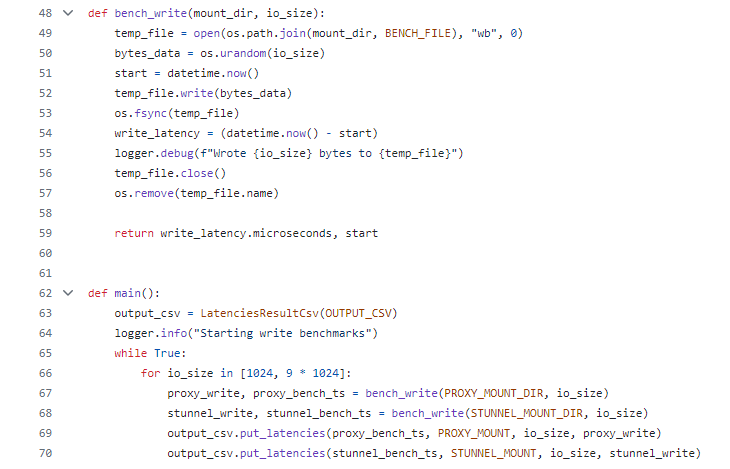 48 def bench_write(mount_dir, io_size):
49 temp_file = open(os.path.join(mount_dir, BENCH_FILE), "wb", 0)
50 bytes_data = os.urandom(io_size)
51 start = datetime.now()
52 temp_file.write(bytes_data)
53 os.fsync(temp_file)
54 write_latency = (datetime.now() - start)
55 logger.debug(f"Wrote {io_size} bytes to {temp_file}")
56 temp_file.close()
57 os.remove(temp_file.name)
58
59 return write_latency.microseconds, start
60
61
62 def main():
63 output_csv = LatenciesResultCsv(OUTPUT_CSV)
64 logger.info("Starting write benchmarks")
65 while True:
66 for io_size in [1024, 9 * 1024]:
67 proxy_write, proxy_bench_ts = bench_write(PROXY_MOUNT_DIR, io_size)
68 stunnel_write, stunnel_bench_ts = bench_write(STUNNEL_MOUNT_DIR, io_size)
69 output_csv.put_latencies(proxy_bench_ts, PROXY_MOUNT, io_size, proxy_write)
70 output_csv.put_latencies(stunnel_bench_ts, STUNNEL_MOUNT, io_size, stunnel_write)